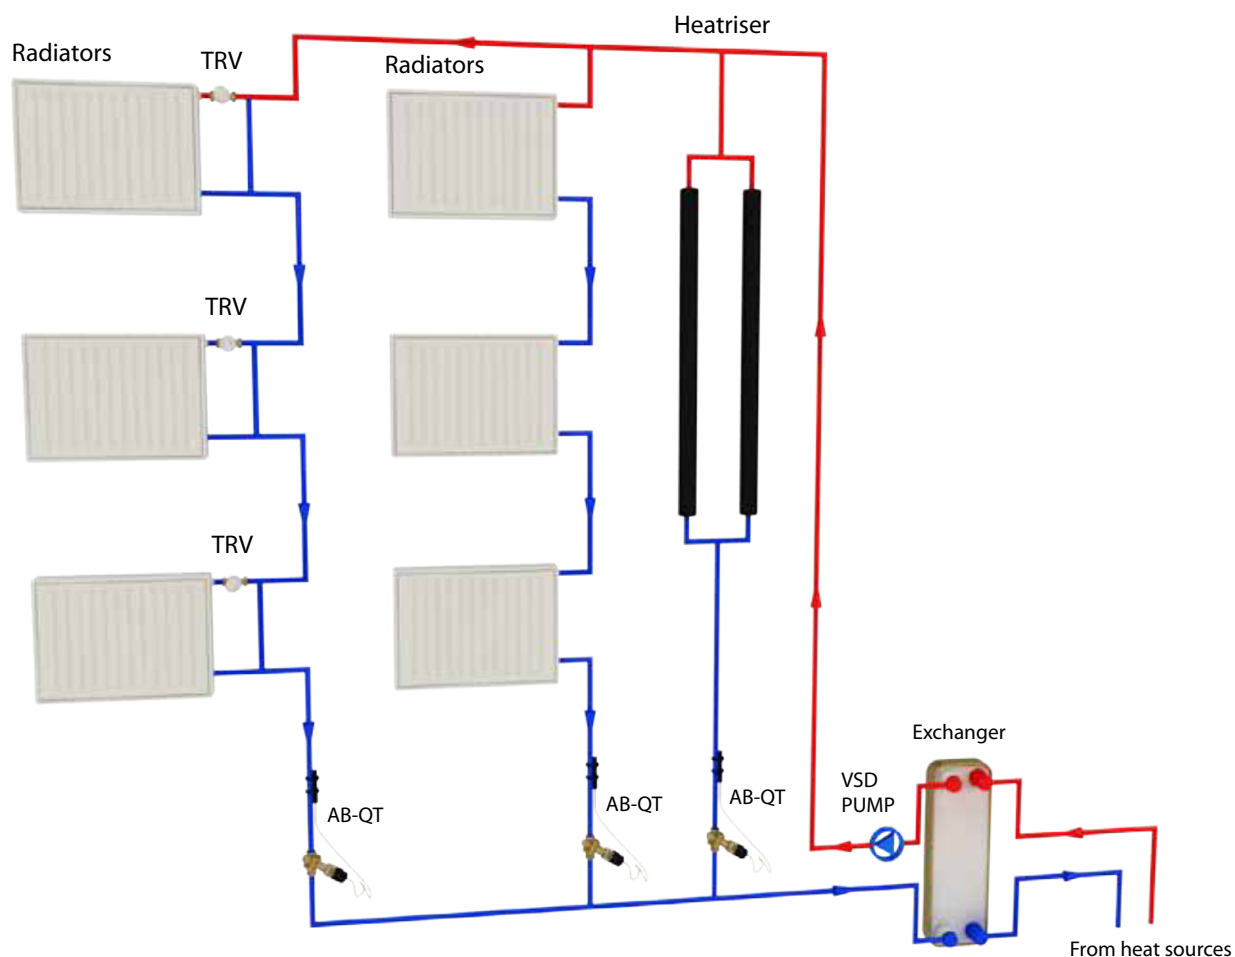 Heatriser
Radiators
TRV
Radiators
TRV
TRV
Exchanger
VSD
PUMP
AB-QT
AB-QT
AB-QT
From heat sources